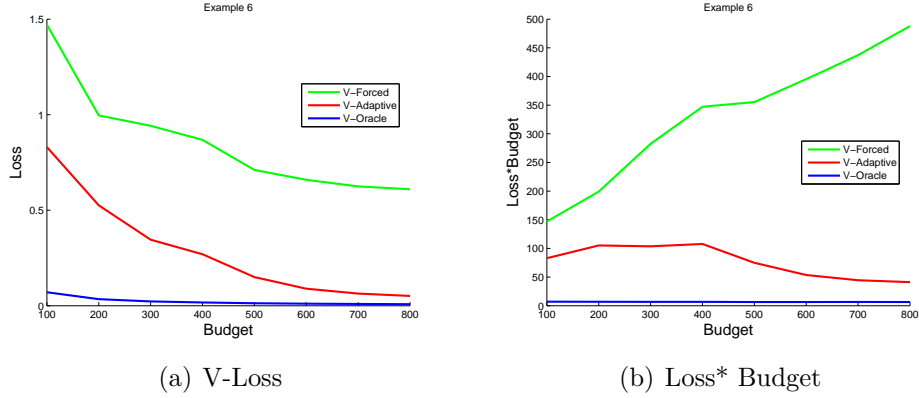 Example 6
1.5
1
0.5
0
Loss
100 200 300 400 500 600 700 800
Budget
V-Forced
V-Adaptive
V-Oracle
(a) V-Loss
Example 6
500
450
400
350
300
250
200
150
100
50
0
Loss*Budget
100 200 300 400 500 600 700 800
Budget
V-Forced
V-Adaptive
V-Oracle
(b) Loss* Budget